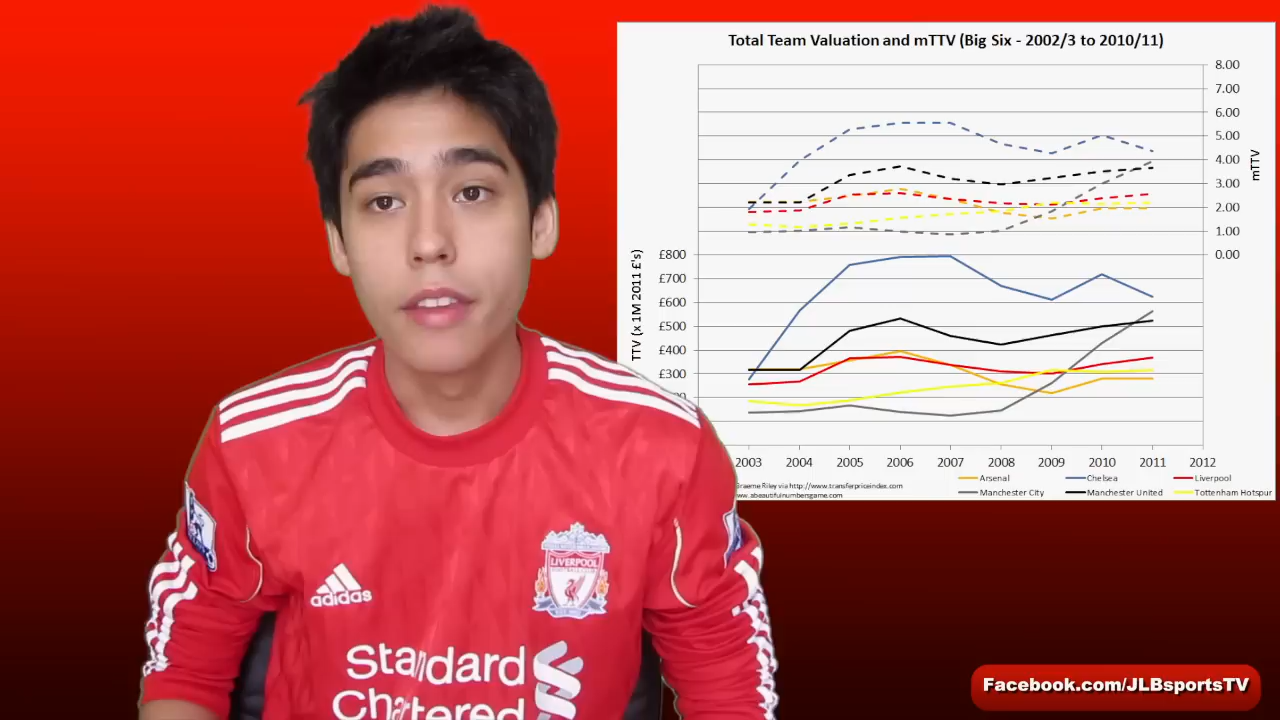 Total Team Valuation and mTTV (Big Six - 2002/3 to 2010/11)
8.00
7.00
6.00
5.00
4.00
3.00
2.00
1.00
0.00
mTTV
£800
£700
£600
£500
£400
£300
TTV (x 1M 2011 £'s)
2003 2004 2005 2006 2007 2008 2009 2010 2011 2012
Graeme Riley via http://www.transferpriceindex.com
www.abeautifulnumbersgame.com
Arsenal Chelsea Liverpool
Manchester City Manchester United Tottenham Hotspur
adidas
LIVERPOOL
Standard
Chartered
Facebook.com/JLBsportsTV